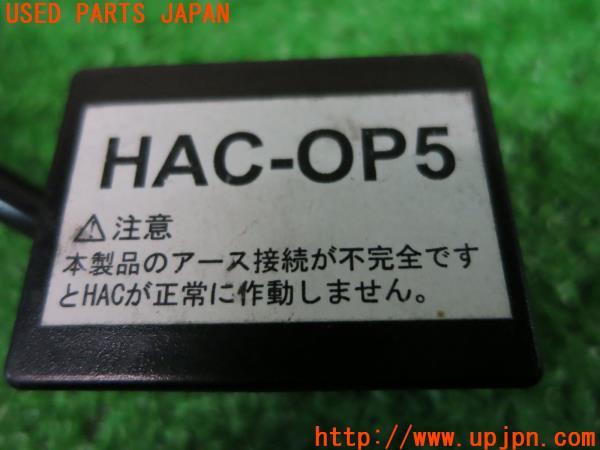 USED PARTS JAPAN
HAC-OP5
⚠注意
本製品のアース接続が不完全です
とHACが正常に作動しません。
http://www.upjpn.com